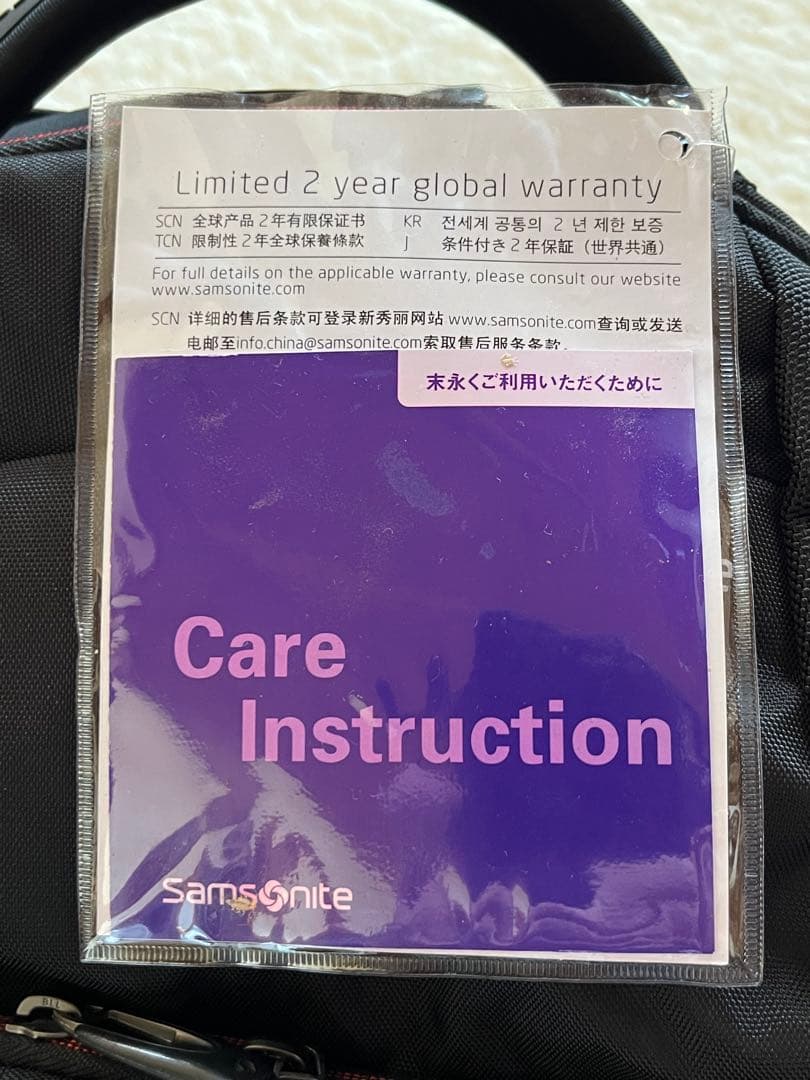 Limited 2 year global warranty
SCN 全球产品2年有限保证书 KR 전세계 공통의 2 년 제한 보증
TCN 限制性2年全球保養條款 J 条件付き2年保証（世界共通）
For full details on the applicable warranty, please consult our website
www.samsonite.com
SCN 详细的售后条款可登录新秀丽网站 www.samsonite.com查询或发送
电邮至info.china@samsonite.com索取售后服务条款.
末永くご利用いただくために
Care
Instruction
Samsonite
BLL